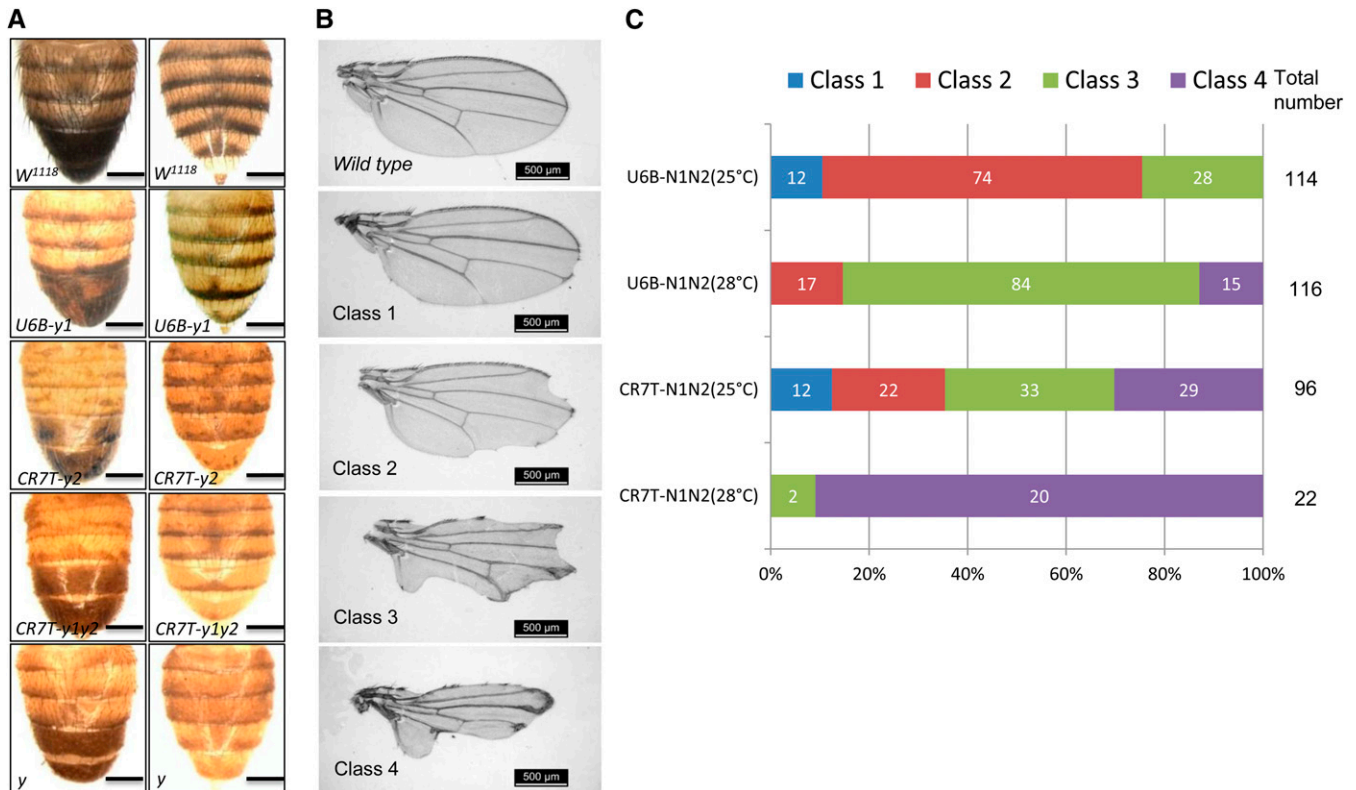 A
B
C
W1118
W1118
U6B-y1
U6B-y1
CR7T-y2
CR7T-y2
CR7T-y1y2
CR7T-y1y2
y
y
Wild type
500 µm
Class 1
500 µm
Class 2
500 µm
Class 3
500 µm
Class 4
500 µm
Class 1 Class 2 Class 3 Class 4 Total number
U6B-N1N2(25°C) 12 74 28 114
U6B-N1N2(28°C) 17 84 15 116
CR7T-N1N2(25°C) 12 22 33 29 96
CR7T-N1N2(28°C) 2 20 22
0% 20% 40% 60% 80% 100%